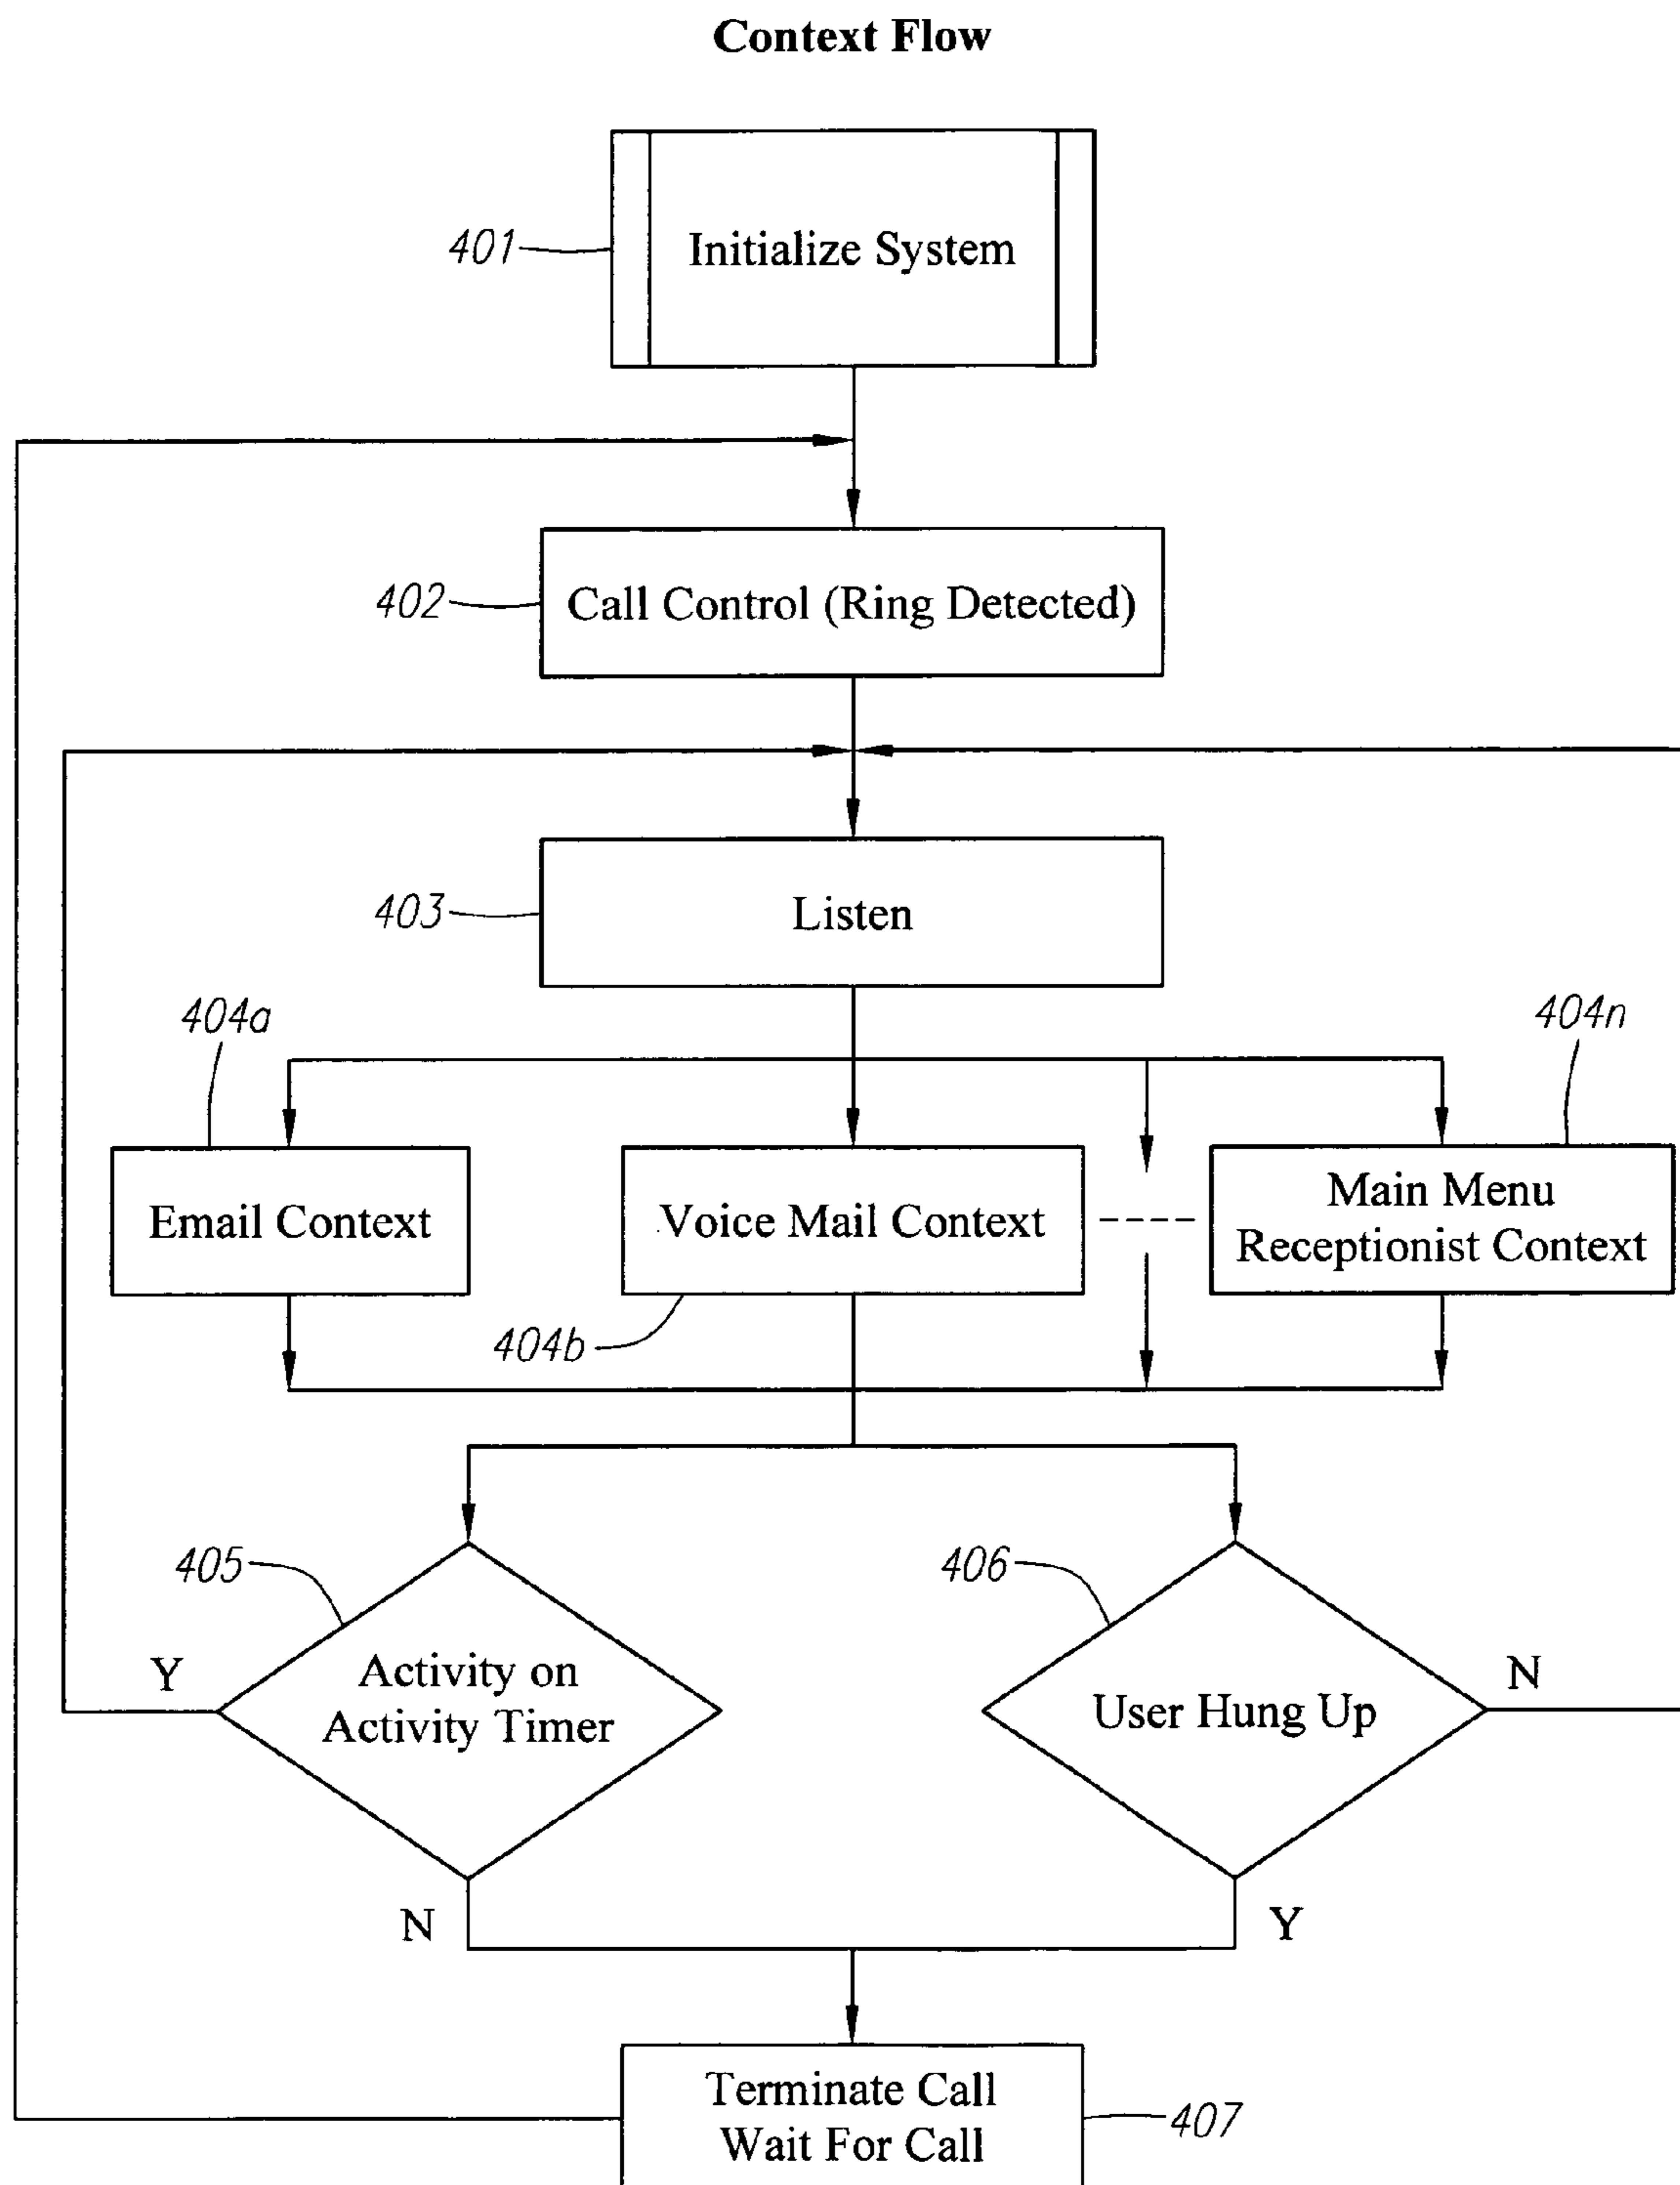 Context Flow
401
Initialize System
402
Call Control (Ring Detected)
403
Listen
404a
404n
Email Context
Voice Mail Context
Main Menu
Receptionist Context
404b
405
406
Y
Activity on
Activity Timer
User Hung Up
N
N
Y
Terminate Call
Wait For Call
407